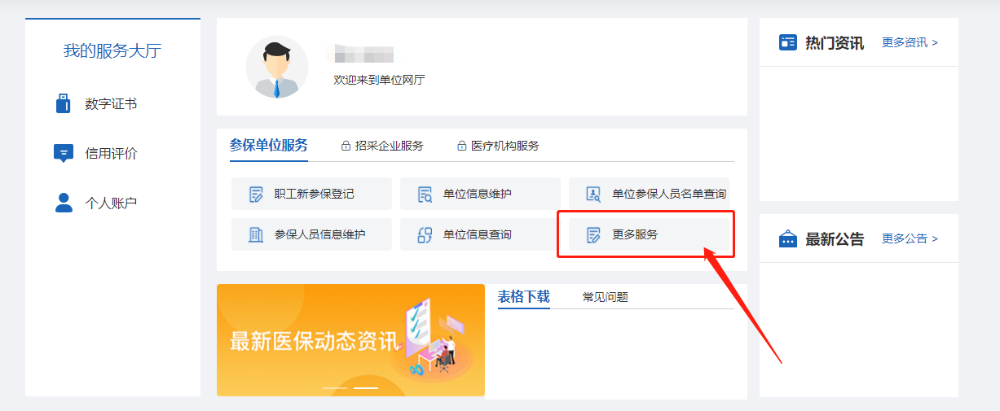 我的服务大厅
数字证书
信用评价
个人账户
欢迎来到单位网厅
参保单位服务
招采企业服务
医疗机构服务
职工新参保登记
单位信息维护
单位参保人员名单查询
参保人员信息维护
单位信息查询
更多服务
最新医保动态资讯
表格下载
常见问题
热门资讯
更多资讯 >
最新公告
更多公告 >